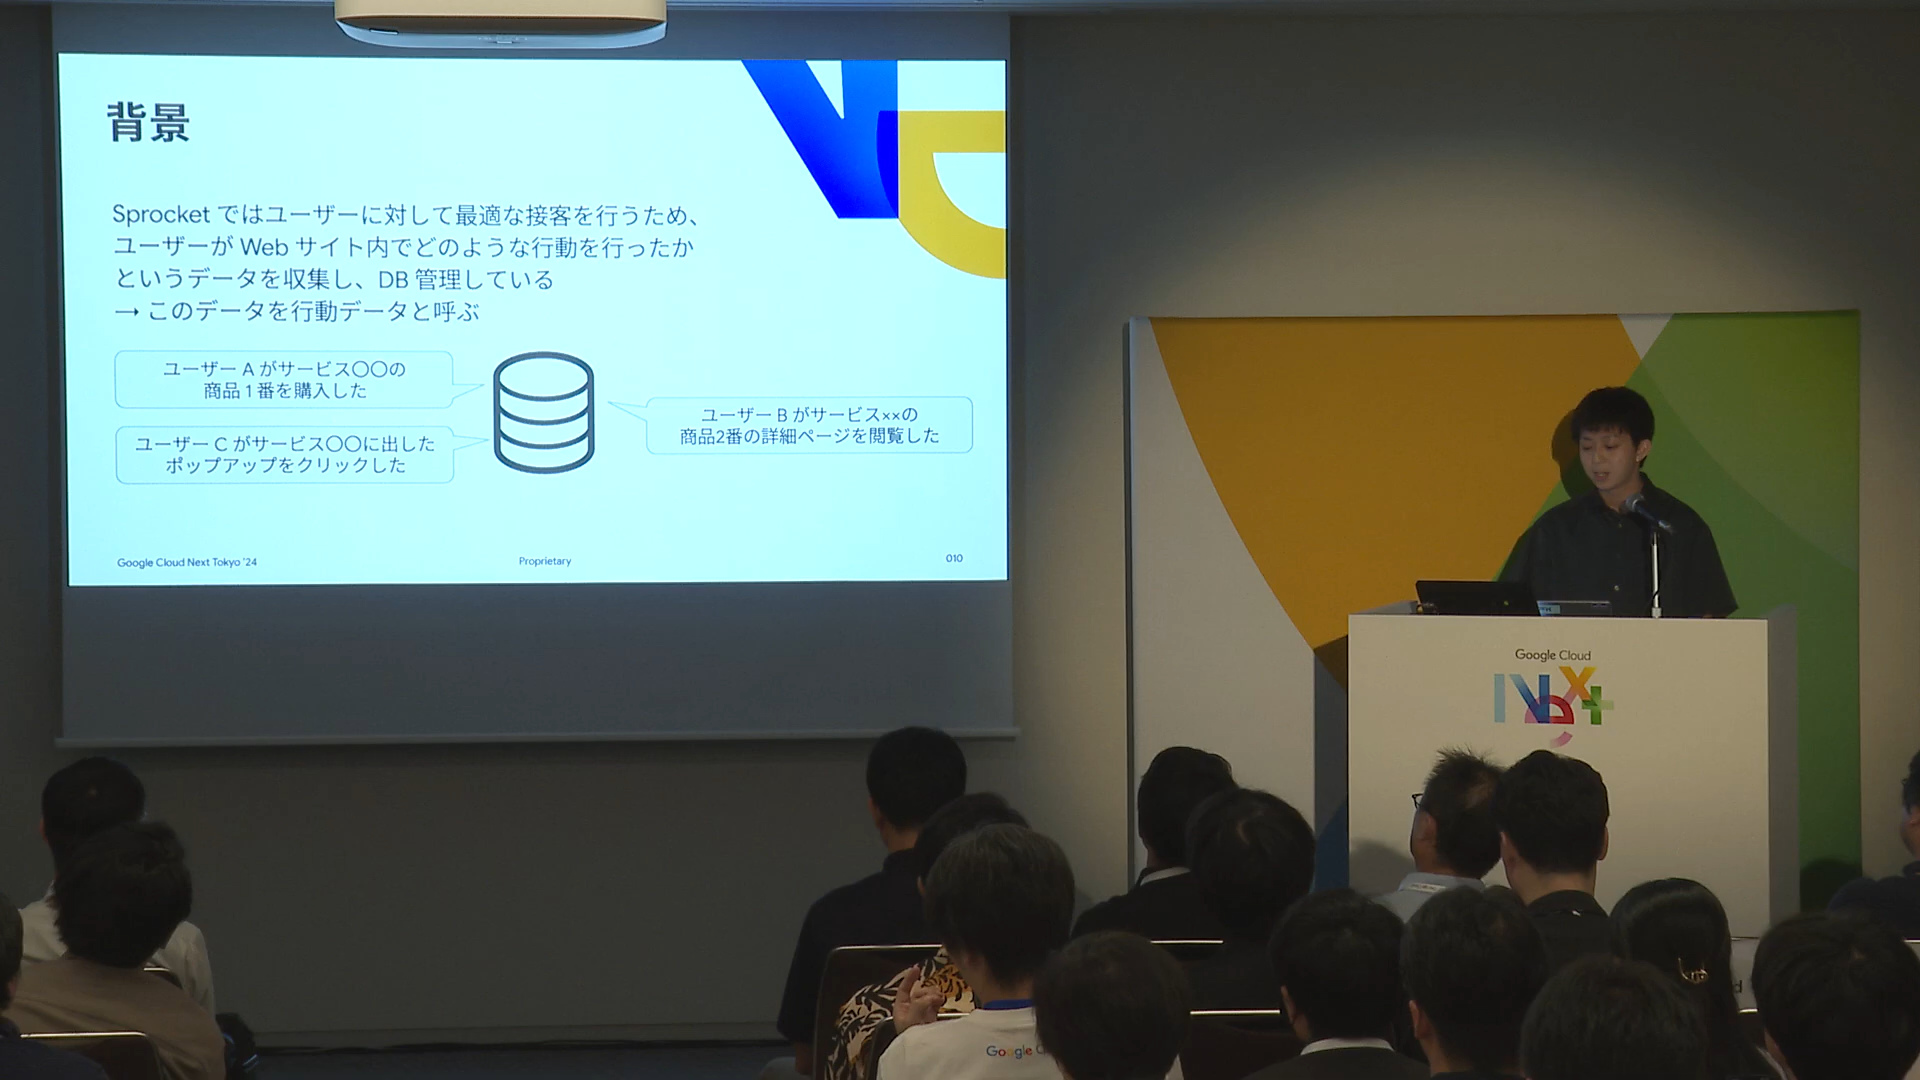 背景
Sprocket ではユーザーに対して最適な接客を行うため、
ユーザーが Web サイト内でどのような行動を行ったか
というデータを収集し、DB 管理している
→ このデータを行動データと呼ぶ
ユーザー A がサービス〇〇の
商品 1 番を購入した
ユーザー C がサービス〇〇に出した
ポップアップをクリックした
ユーザー B がサービス××の
商品2番の詳細ページを閲覧した
Google Cloud Next Tokyo '24
Proprietary
010
Google Cloud
Next
Google C